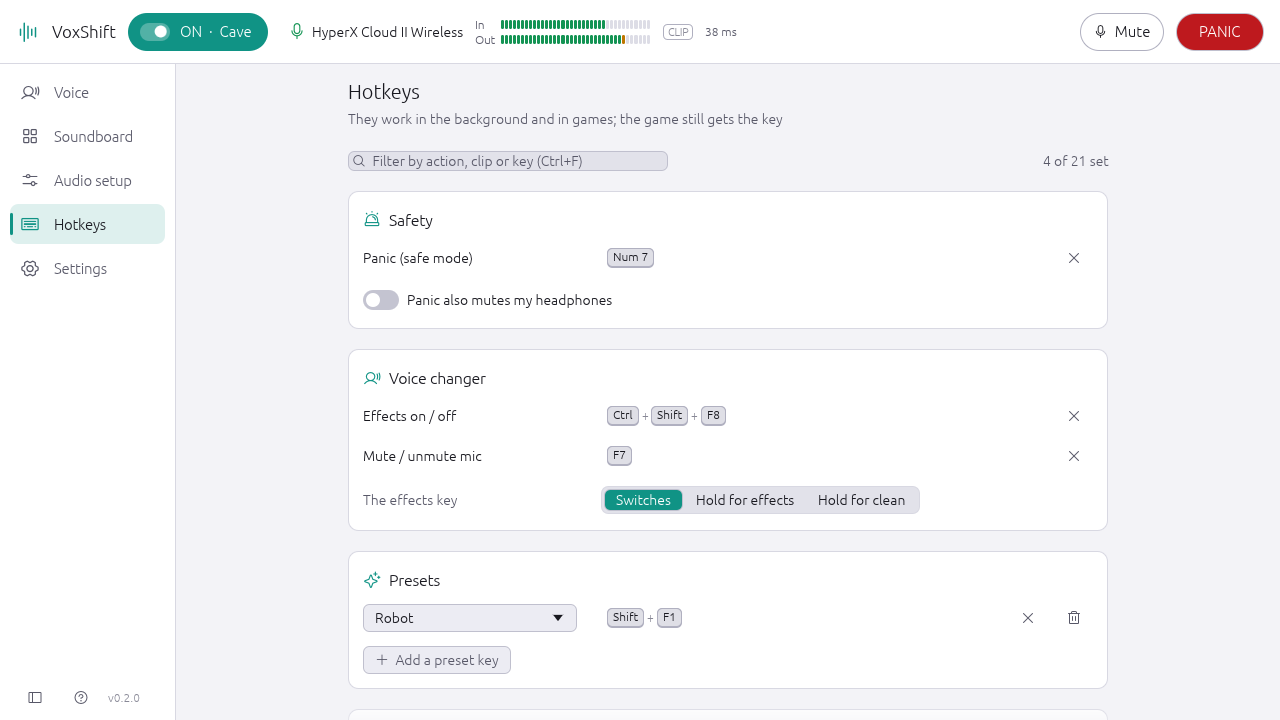 VoxShift
ON · Cave
HyperX Cloud II Wireless
In
Out
CLIP
38 ms
Mute
PANIC
Voice
Soundboard
Audio setup
Hotkeys
Settings
v0.2.0
Hotkeys
They work in the background and in games; the game still gets the key
Filter by action, clip or key (Ctrl+F)
4 of 21 set
Safety
Panic (safe mode)
Num 7
Panic also mutes my headphones
Voice changer
Effects on / off
Ctrl + Shift + F8
Mute / unmute mic
F7
The effects key
Switches
Hold for effects
Hold for clean
Presets
Robot
Shift + F1
Add a preset key